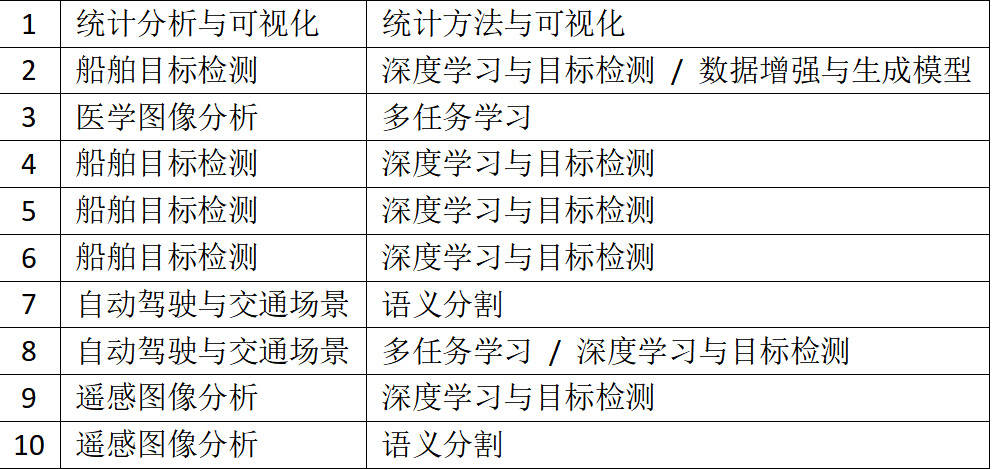 1 统计分析与可视化 统计方法与可视化
2 船舶目标检测 深度学习与目标检测 / 数据增强与生成模型
3 医学图像分析 多任务学习
4 船舶目标检测 深度学习与目标检测
5 船舶目标检测 深度学习与目标检测
6 船舶目标检测 深度学习与目标检测
7 自动驾驶与交通场景 语义分割
8 自动驾驶与交通场景 多任务学习 / 深度学习与目标检测
9 遥感图像分析 深度学习与目标检测
10 遥感图像分析 语义分割